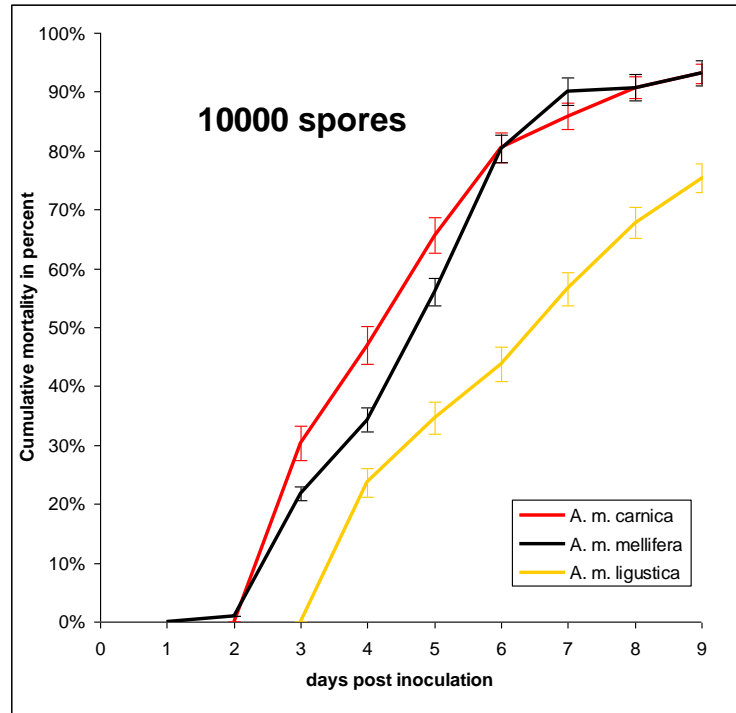 Cumulative mortality in percent
100%
90%
80%
70%
60%
50%
40%
30%
20%
10%
0%
10000 spores
A. m. carnica
A. m. mellifera
A. m. ligustica
0 1 2 3 4 5 6 7 8 9
days post inoculation